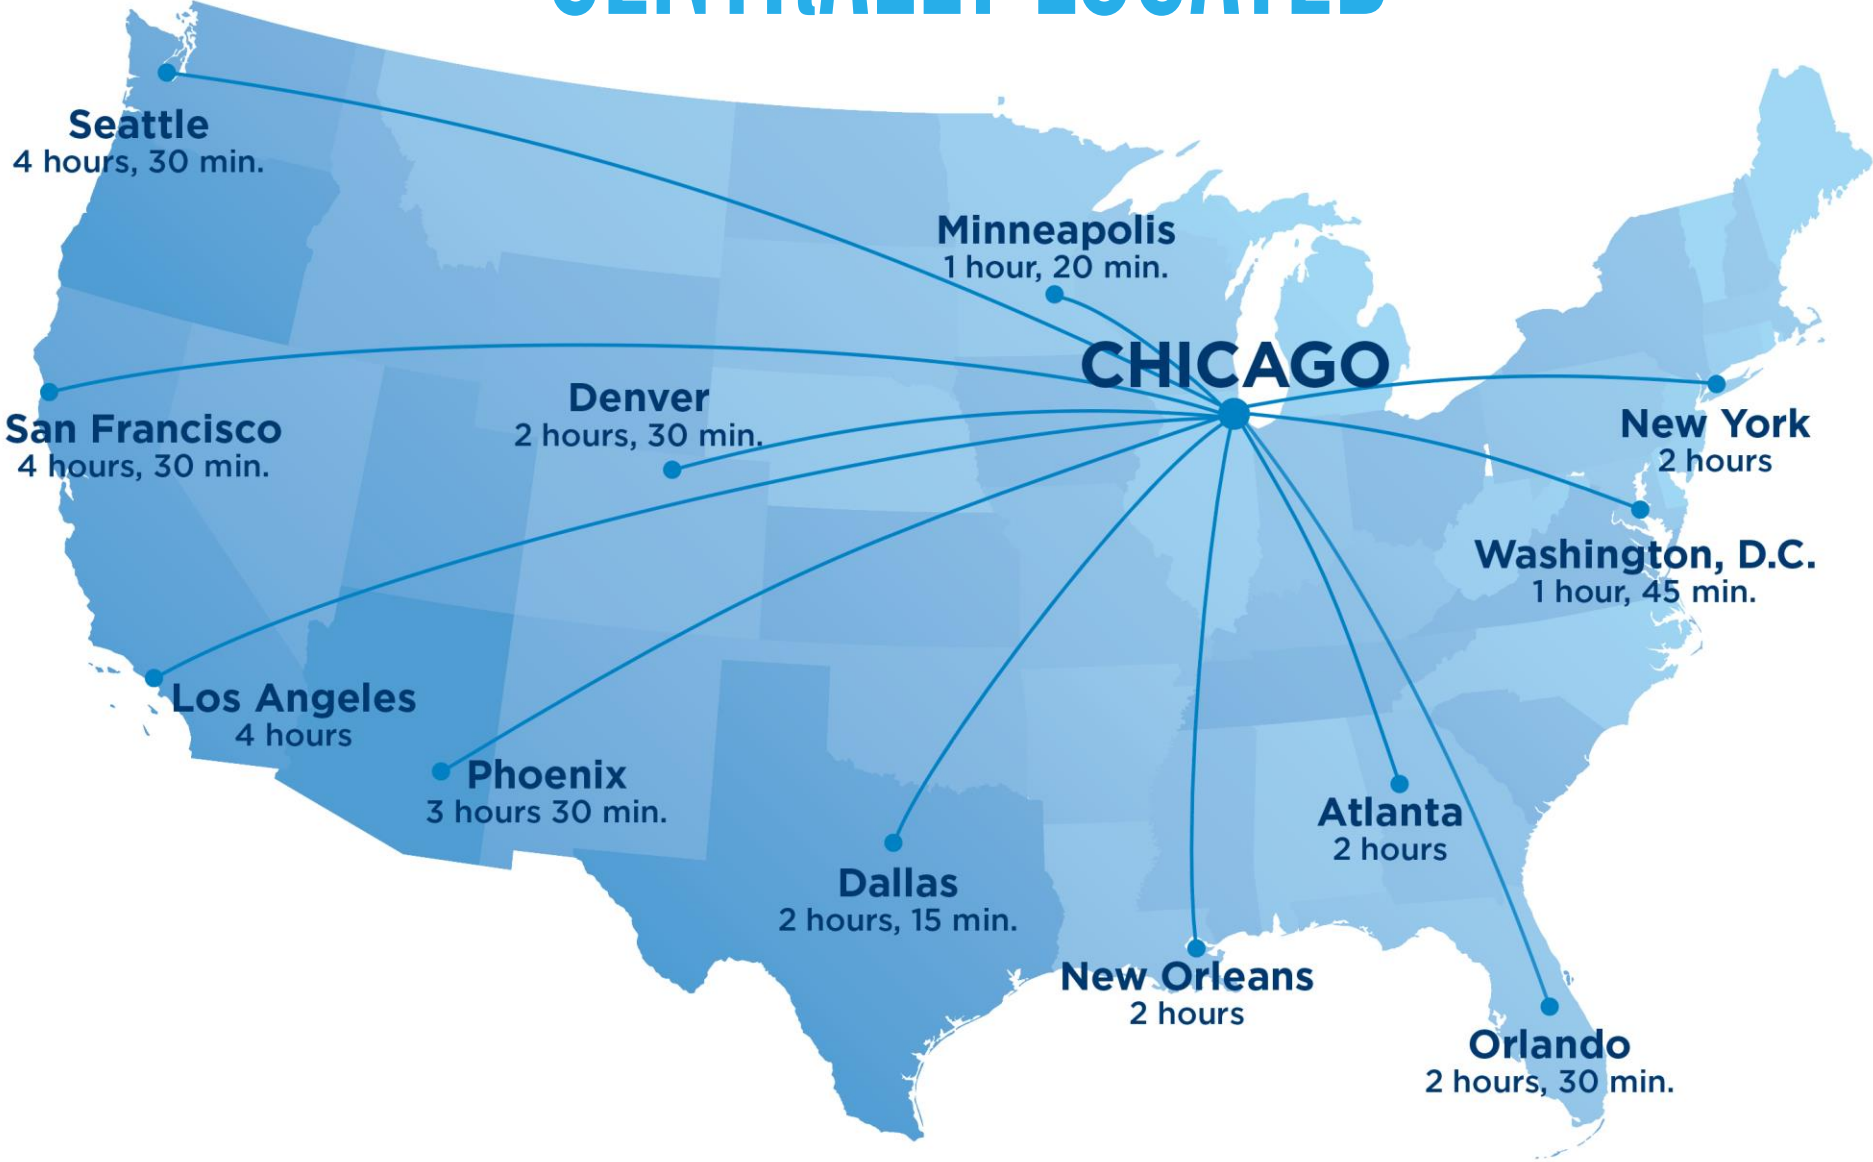 CENTRALLY LOCATED
Seattle
4 hours, 30 min.
Minneapolis
1 hour, 20 min.
CHICAGO
San Francisco
4 hours, 30 min.
Denver
2 hours, 30 min.
New York
2 hours
Washington, D.C.
1 hour, 45 min.
Los Angeles
4 hours
Phoenix
3 hours 30 min.
Atlanta
2 hours
Dallas
2 hours, 15 min.
New Orleans
2 hours
Orlando
2 hours, 30 min.